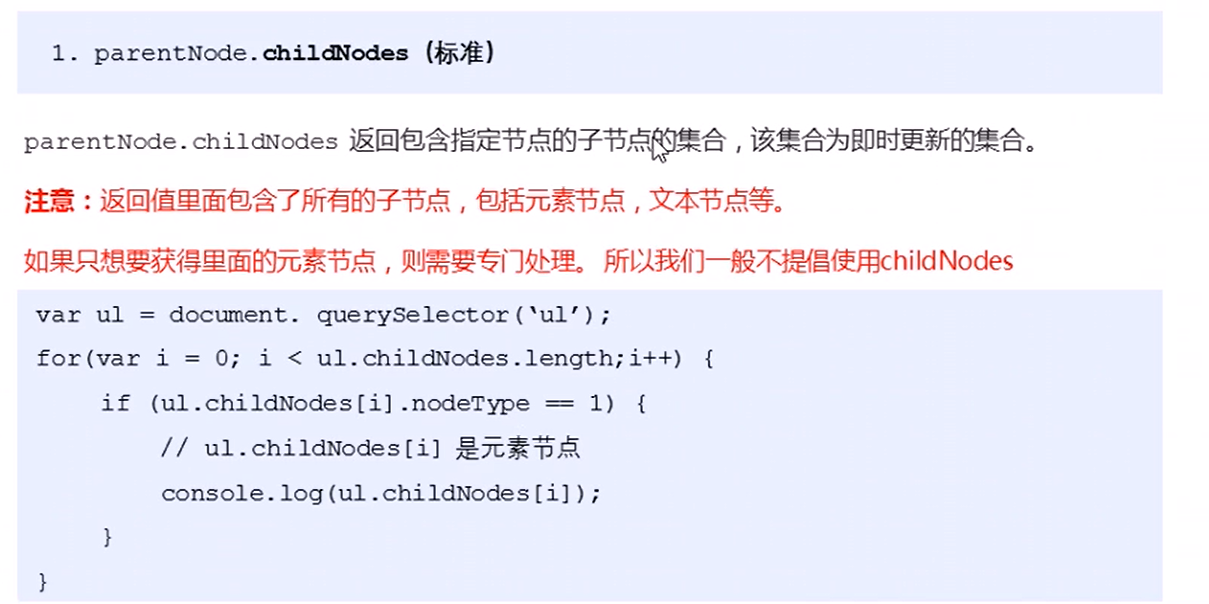 1. parentNode.childNodes（标准）
parentNode.childNodes 返回包含指定节点的子节点的集合，该集合为即时更新的集合。
注意：返回值里面包含了所有的子节点，包括元素节点，文本节点等。
如果只想要获得里面的元素节点，则需要专门处理。 所以我们一般不提倡使用childNodes
var ul = document. querySelector(‘ul’);
for(var i = 0; i < ul.childNodes.length;i++) {
if (ul.childNodes[i].nodeType == 1) {
// ul.childNodes[i] 是元素节点
console.log(ul.childNodes[i]);
}
}